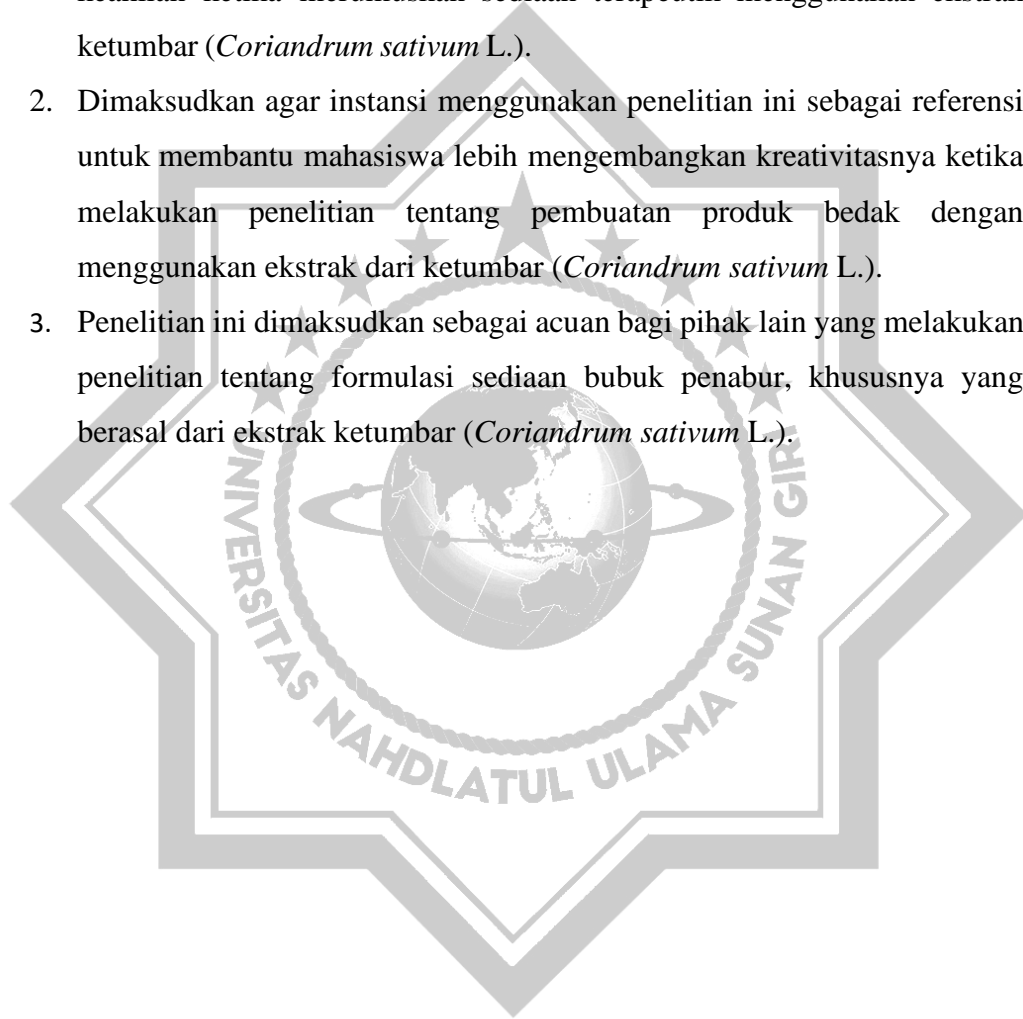 ketumbar (Coriandrum sativum L.).
2. Dimaksudkan agar instansi menggunakan penelitian ini sebagai referensi
untuk membantu mahasiswa lebih mengembangkan kreativitasnya ketika
melakukan penelitian tentang pembuatan produk bedak dengan
menggunakan ekstrak dari ketumbar (Coriandrum sativum L.).
3. Penelitian ini dimaksudkan sebagai acuan bagi pihak lain yang melakukan
penelitian tentang formulasi sediaan bubuk penabur, khususnya yang
berasal dari ekstrak ketumbar (Coriandrum sativum L.).
UNIVERSITAS NAHDLATUL ULAMA SUNAN GIRI